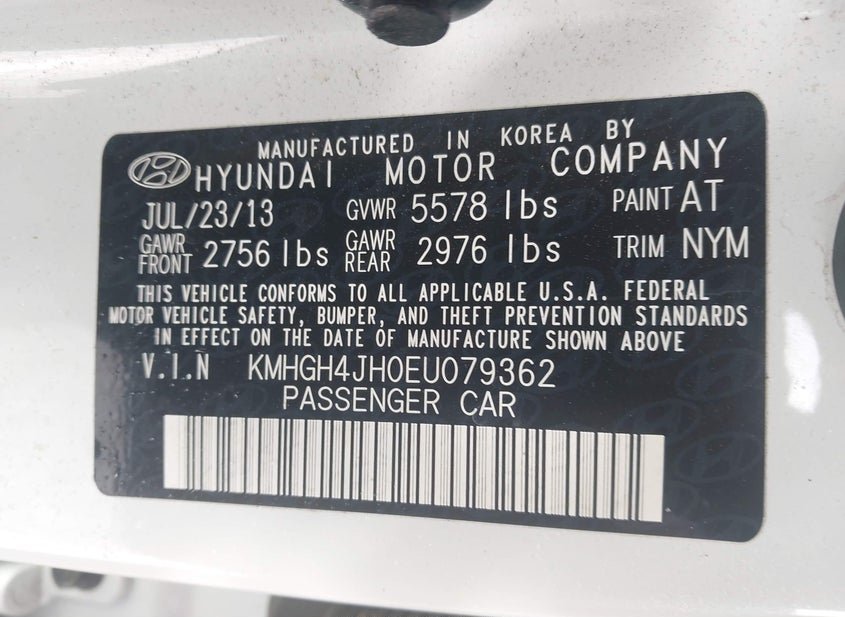 MANUFACTURED IN KOREA BY
HYUNDAI MOTOR COMPANY
JUL/23/13 GVWR 5578 lbs PAINT AT
GAWR FRONT 2756 lbs GAWR REAR 2976 lbs TRIM NYM
THIS VEHICLE CONFORMS TO ALL APPLICABLE U.S.A. FEDERAL
MOTOR VEHICLE SAFETY, BUMPER, AND THEFT PREVENTION STANDARDS
IN EFFECT ON THE DATE OF MANUFACTURE SHOWN ABOVE
V.I.N KMHGH4JH0EU079362
PASSENGER CAR